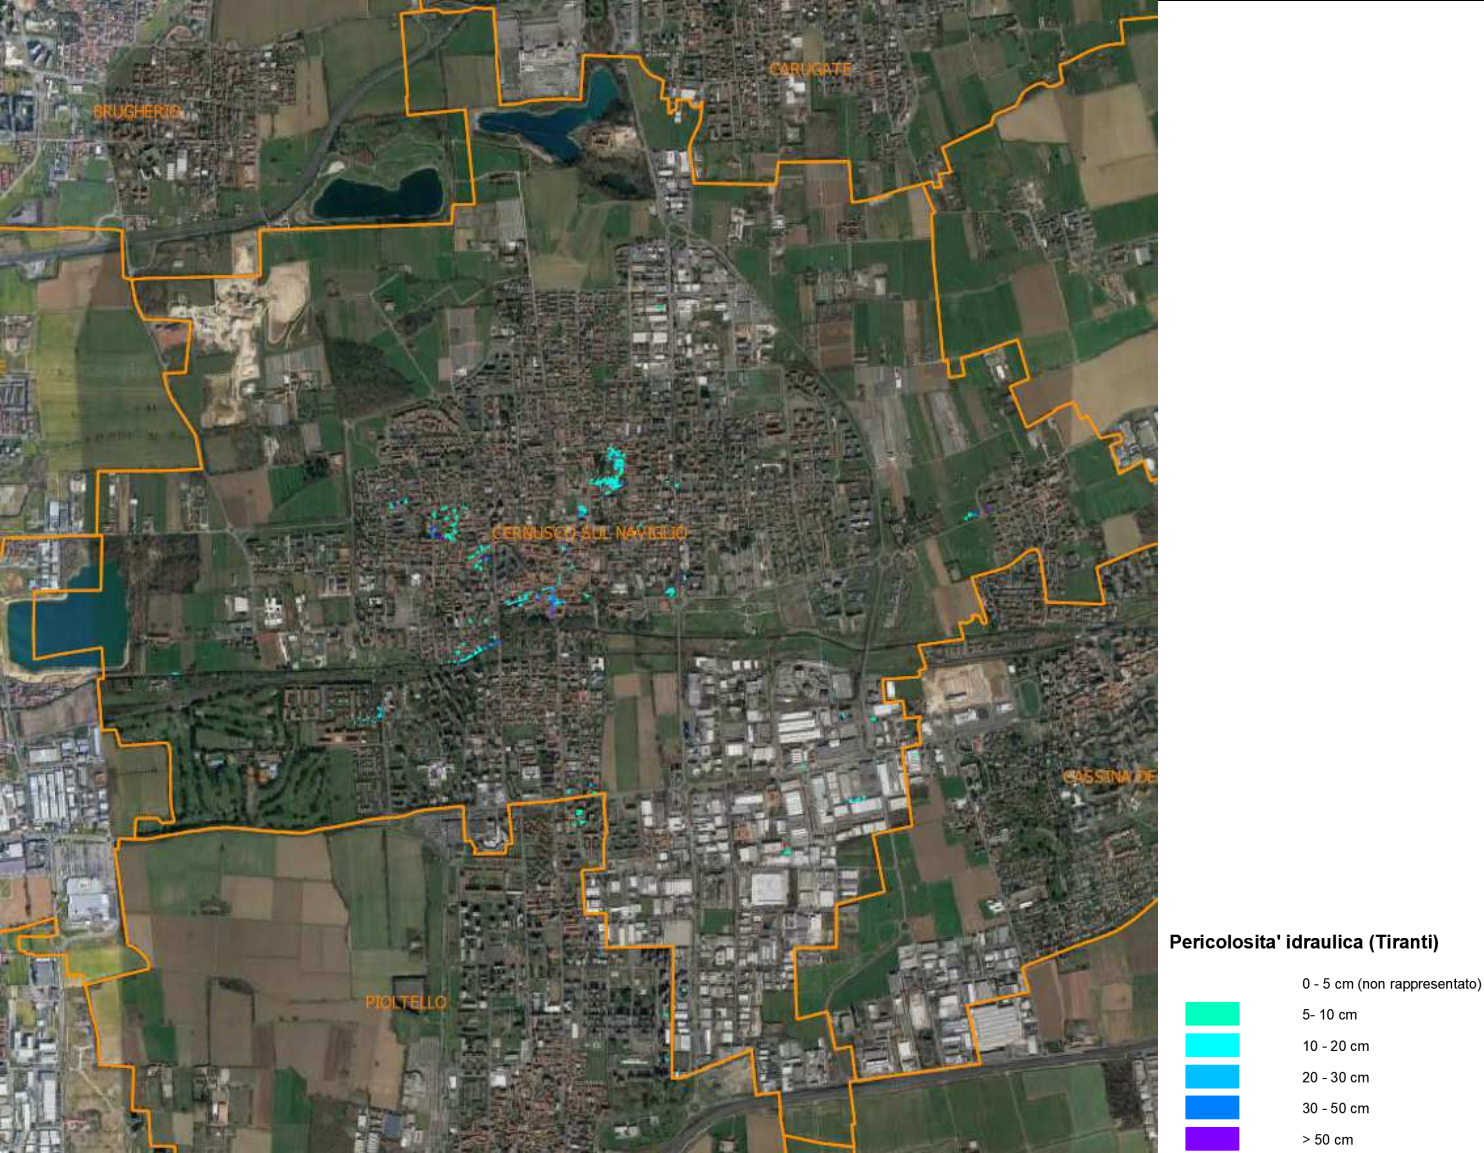 CARUGATE
BRUGHERIO
CERNUSCO SUL NAVIGLIO
CASSINA DE
PIOLTELLO
Pericolosita' idraulica (Tiranti)
0 - 5 cm (non rappresentato)
5- 10 cm
10 - 20 cm
20 - 30 cm
30 - 50 cm
> 50 cm